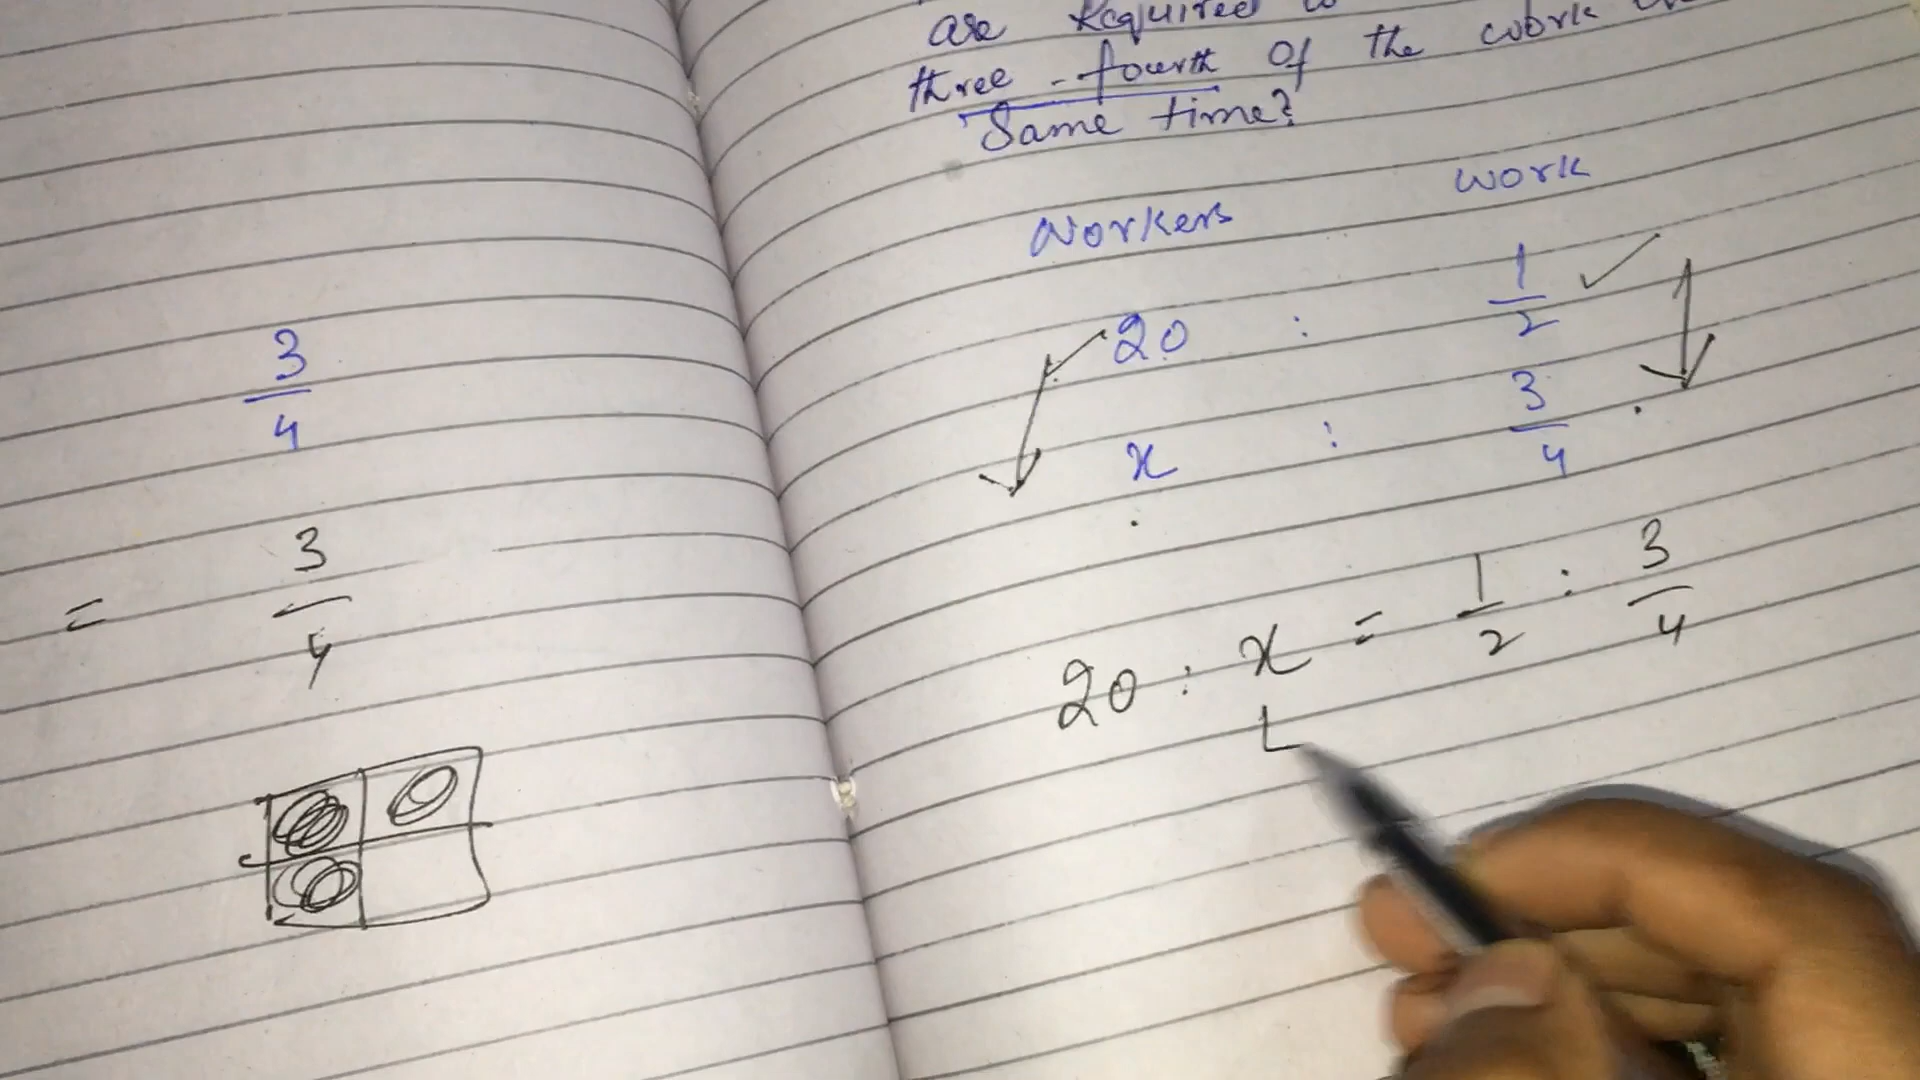 3/4
= 3/4
are Required
three-fourth of the work
Same time?
Workers work
20 : 1/2
x : 3/4
20 : x = 1/2 : 3/4